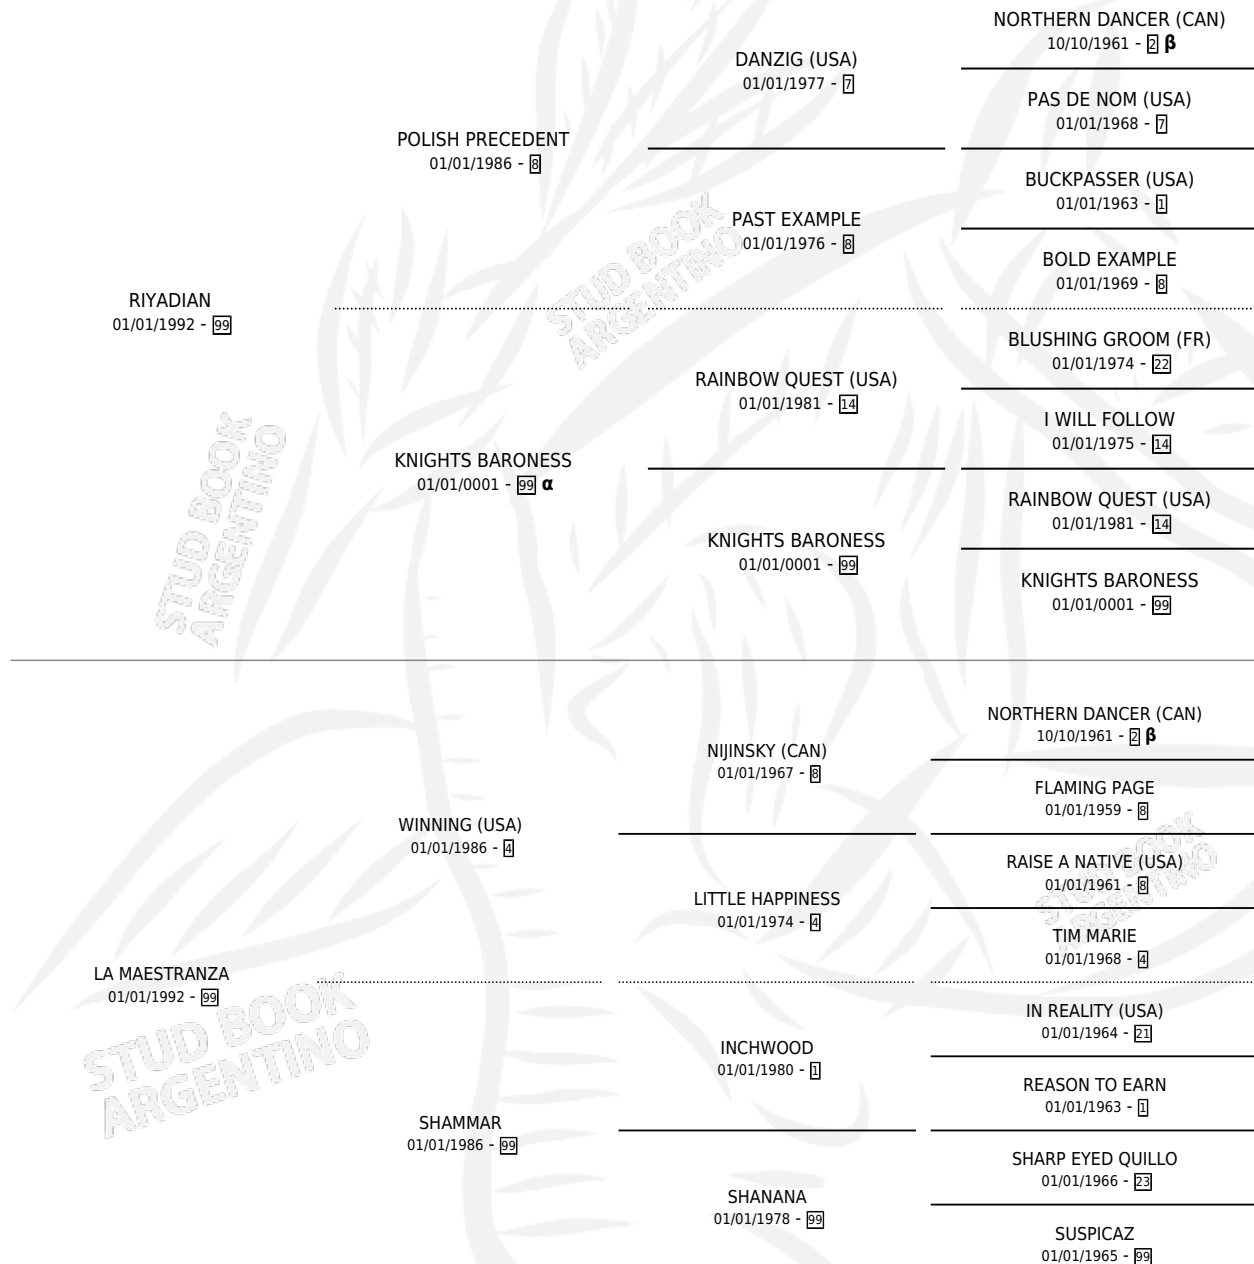 NORTHERN DANCER (CAN)
10/10/1961 - 2 β
DANZIG (USA)
01/01/1977 - 7
PAS DE NOM (USA)
01/01/1968 - 7
POLISH PRECEDENT
01/01/1986 - 8
BUCKPASSER (USA)
01/01/1963 - 1
PAST EXAMPLE
01/01/1976 - 8
BOLD EXAMPLE
01/01/1969 - 8
STUD BOOK
ARGENTINO
RIYADIAN
01/01/1992 - 99
BLUSHING GROOM (FR)
01/01/1974 - 22
RAINBOW QUEST (USA)
01/01/1981 - 14
I WILL FOLLOW
01/01/1975 - 14
KNIGHTS BARONESS
01/01/0001 - 99 α
RAINBOW QUEST (USA)
01/01/1981 - 14
KNIGHTS BARONESS
01/01/0001 - 99
KNIGHTS BARONESS
01/01/0001 - 99
STUD BOOK
ARGENTINO
NORTHERN DANCER (CAN)
10/10/1961 - 2 β
NIJINSKY (CAN)
01/01/1967 - 8
FLAMING PAGE
01/01/1959 - 8
WINNING (USA)
01/01/1986 - 4
RAISE A NATIVE (USA)
01/01/1961 - 8
LITTLE HAPPINESS
01/01/1974 - 4
TIM MARIE
01/01/1968 - 4
STUD BOOK
ARGENTINO
LA MAESTRANZA
01/01/1992 - 99
IN REALITY (USA)
01/01/1964 - 21
INCHWOOD
01/01/1980 - 1
REASON TO EARN
01/01/1963 - 1
STUD BOOK
ARGENTINO
SHAMMAR
01/01/1986 - 99
SHARP EYED QUILLO
01/01/1966 - 23
SHANANA
01/01/1978 - 99
SUSPICAZ
01/01/1965 - 99